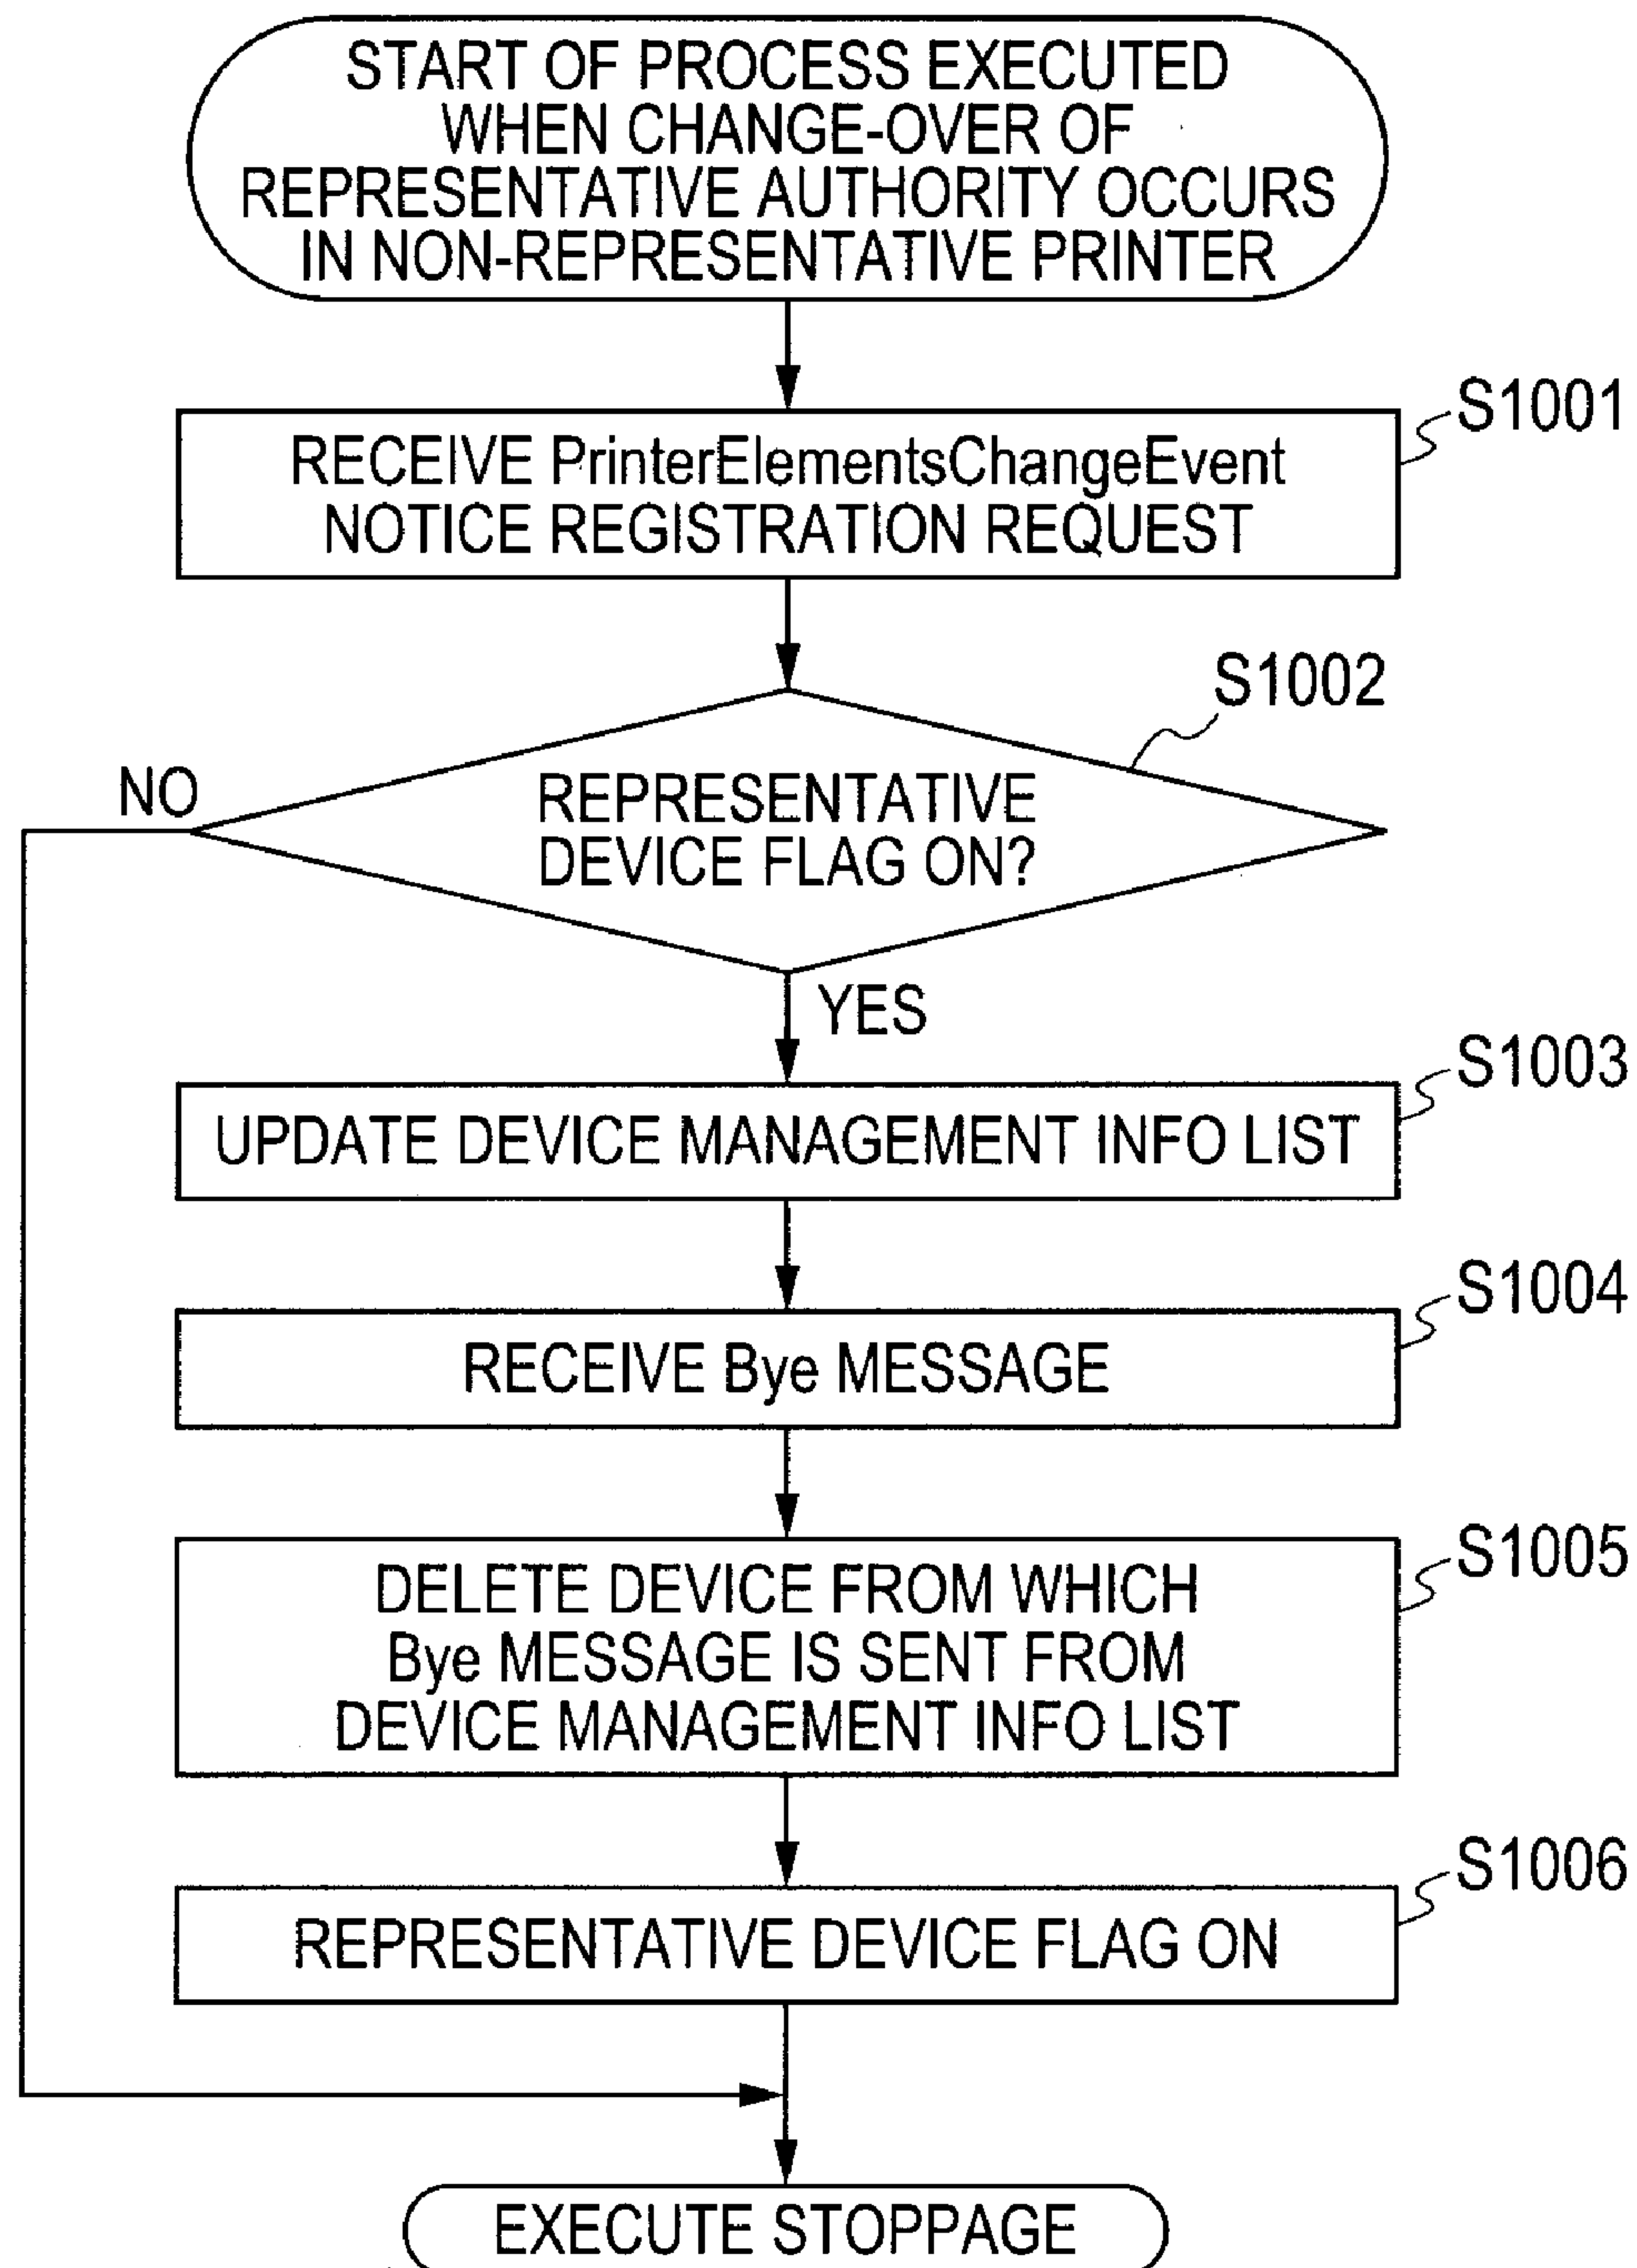 START OF PROCESS EXECUTED
WHEN CHANGE-OVER OF
REPRESENTATIVE AUTHORITY OCCURS
IN NON-REPRESENTATIVE PRINTER
S1001
RECEIVE PrinterElementsChangeEvent
NOTICE REGISTRATION REQUEST
S1002
NO
REPRESENTATIVE
DEVICE FLAG ON?
YES
S1003
UPDATE DEVICE MANAGEMENT INFO LIST
S1004
RECEIVE Bye MESSAGE
S1005
DELETE DEVICE FROM WHICH
Bye MESSAGE IS SENT FROM
DEVICE MANAGEMENT INFO LIST
S1006
REPRESENTATIVE DEVICE FLAG ON
EXECUTE STOPPAGE